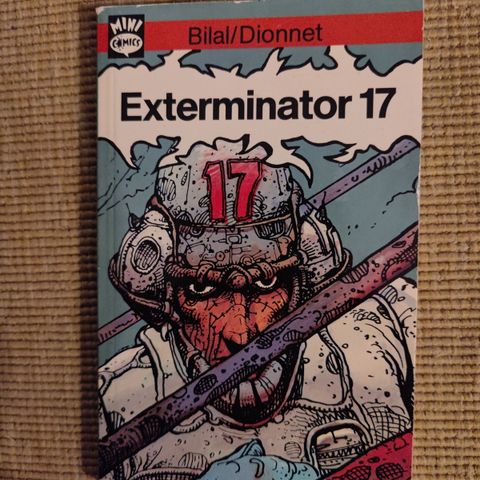 MINI
COMICS
Bilal/Dionnet
Exterminator 17
17